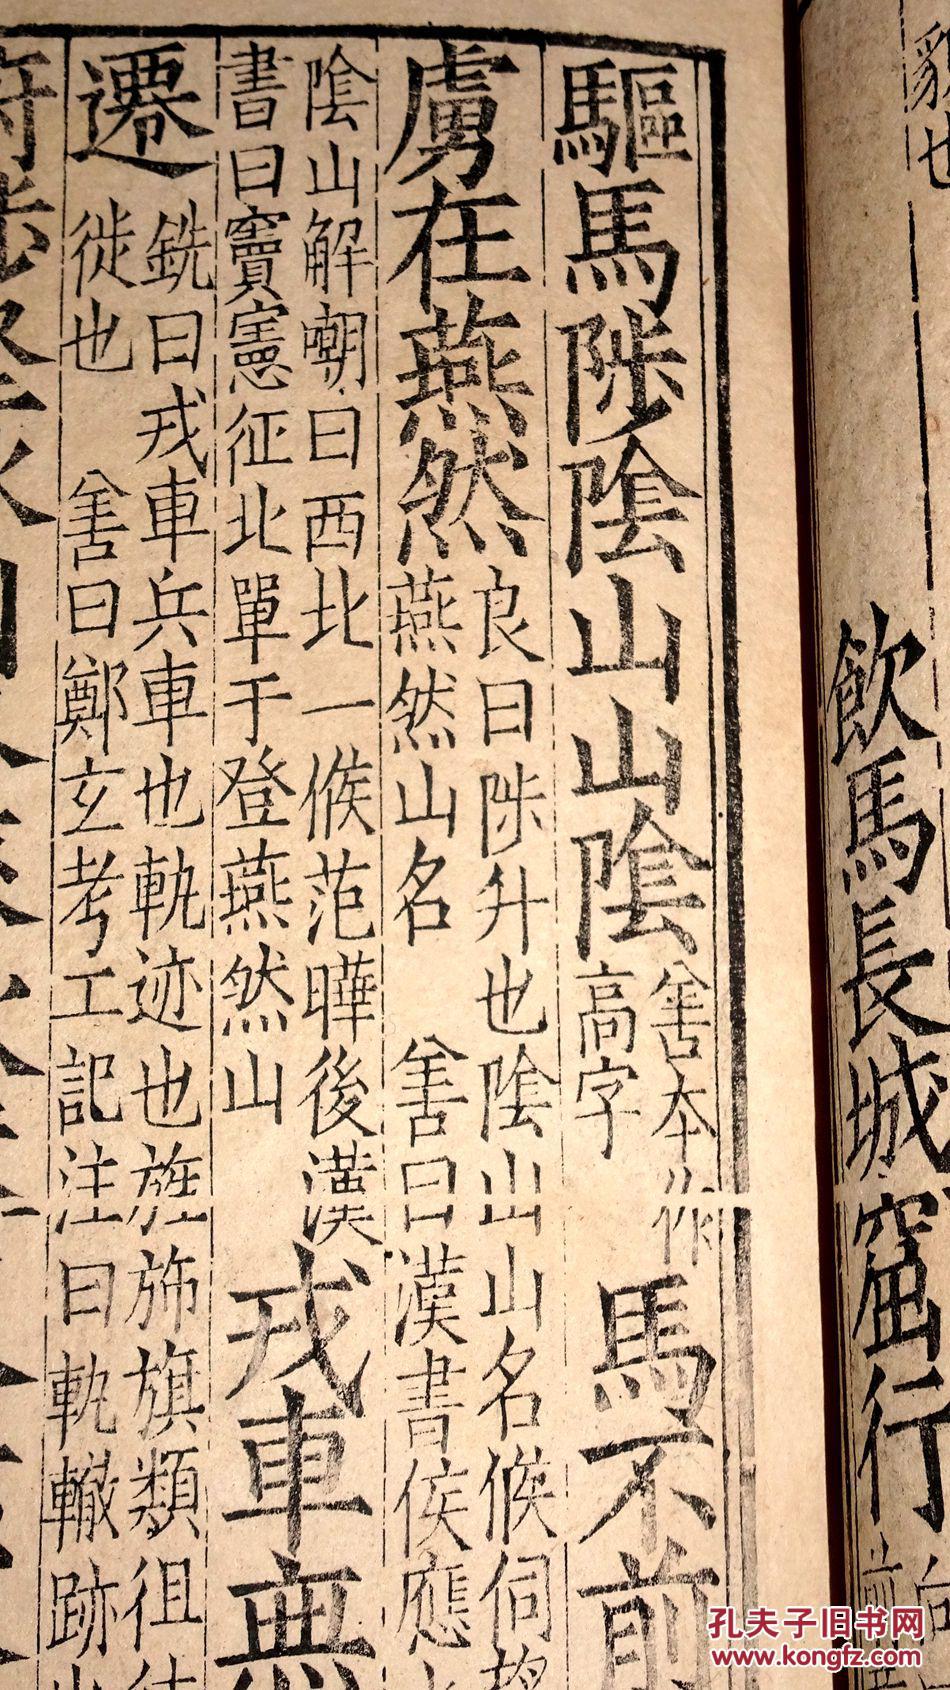 貌也
飲馬長城窟行
驅馬陟陰山山陰
善本作
高字
馬不前
虜在燕然
良曰陟升也陰山山名候伺望
燕然山名 善曰漢書侯應
陰山解嘲曰西北一候范曄後漢
書曰竇憲征北單于登燕然山
戎車無
遷
銑曰戎車兵車也軌迹也旌斾旗類徂
徙也 善曰鄭玄考工記注曰軌轍跡
孔夫子旧书网
www.kongfz.com